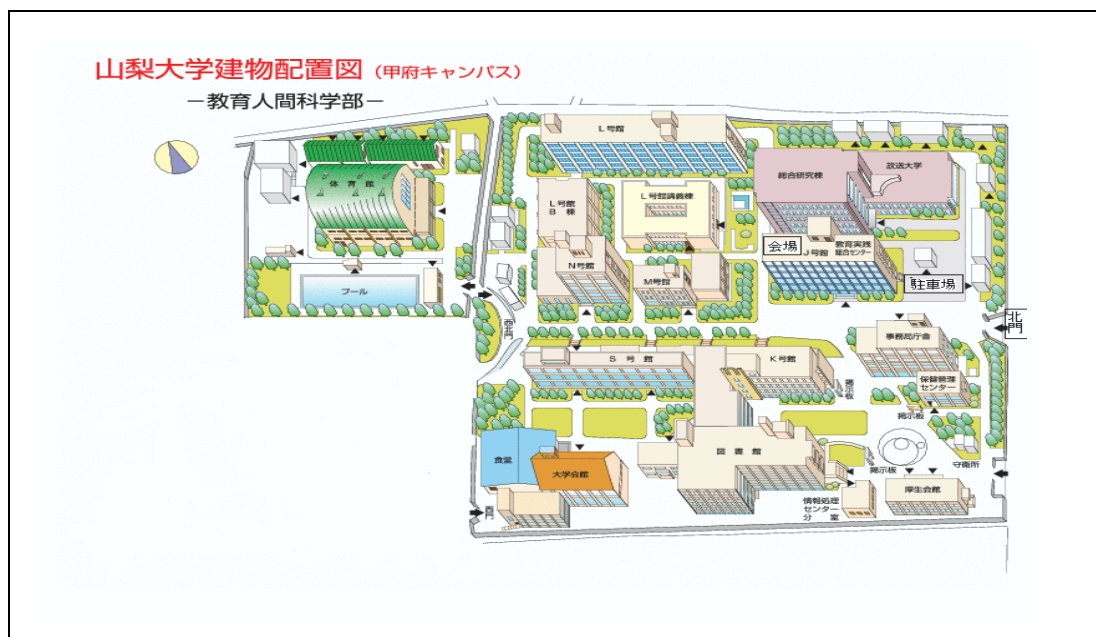 山梨大学建物配置図（甲府キャンパス）
－教育人間科学部－
L号館
放送大学
総合研究棟
体育館
L号館
B棟
L号館講義棟
会場
J号館
教育実践
総合センター
N号館
M号館
駐車場
プール
西北門
北門
事務局庁舎
S号館
K号館
掲示板
保健管理
センター
掲示板
図書館
守衛所
食堂
大学会館
掲示板
厚生会館
情報処理
センター
分室
西門